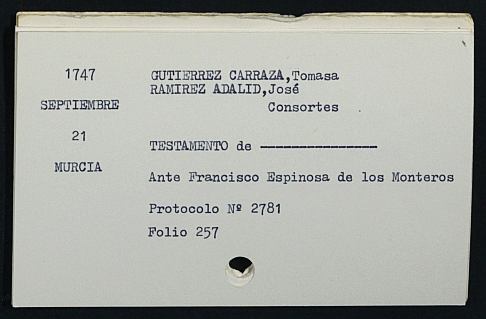 1747 GUTIERREZ CARRAZA,Tomasa
RAMIREZ ADALID,José
SEPTIEMBRE Consortes
21
TESTAMENTO de ---------------
MURCIA
Ante Francisco Espinosa de los Monteros
Protocolo Nº 2781
Folio 257